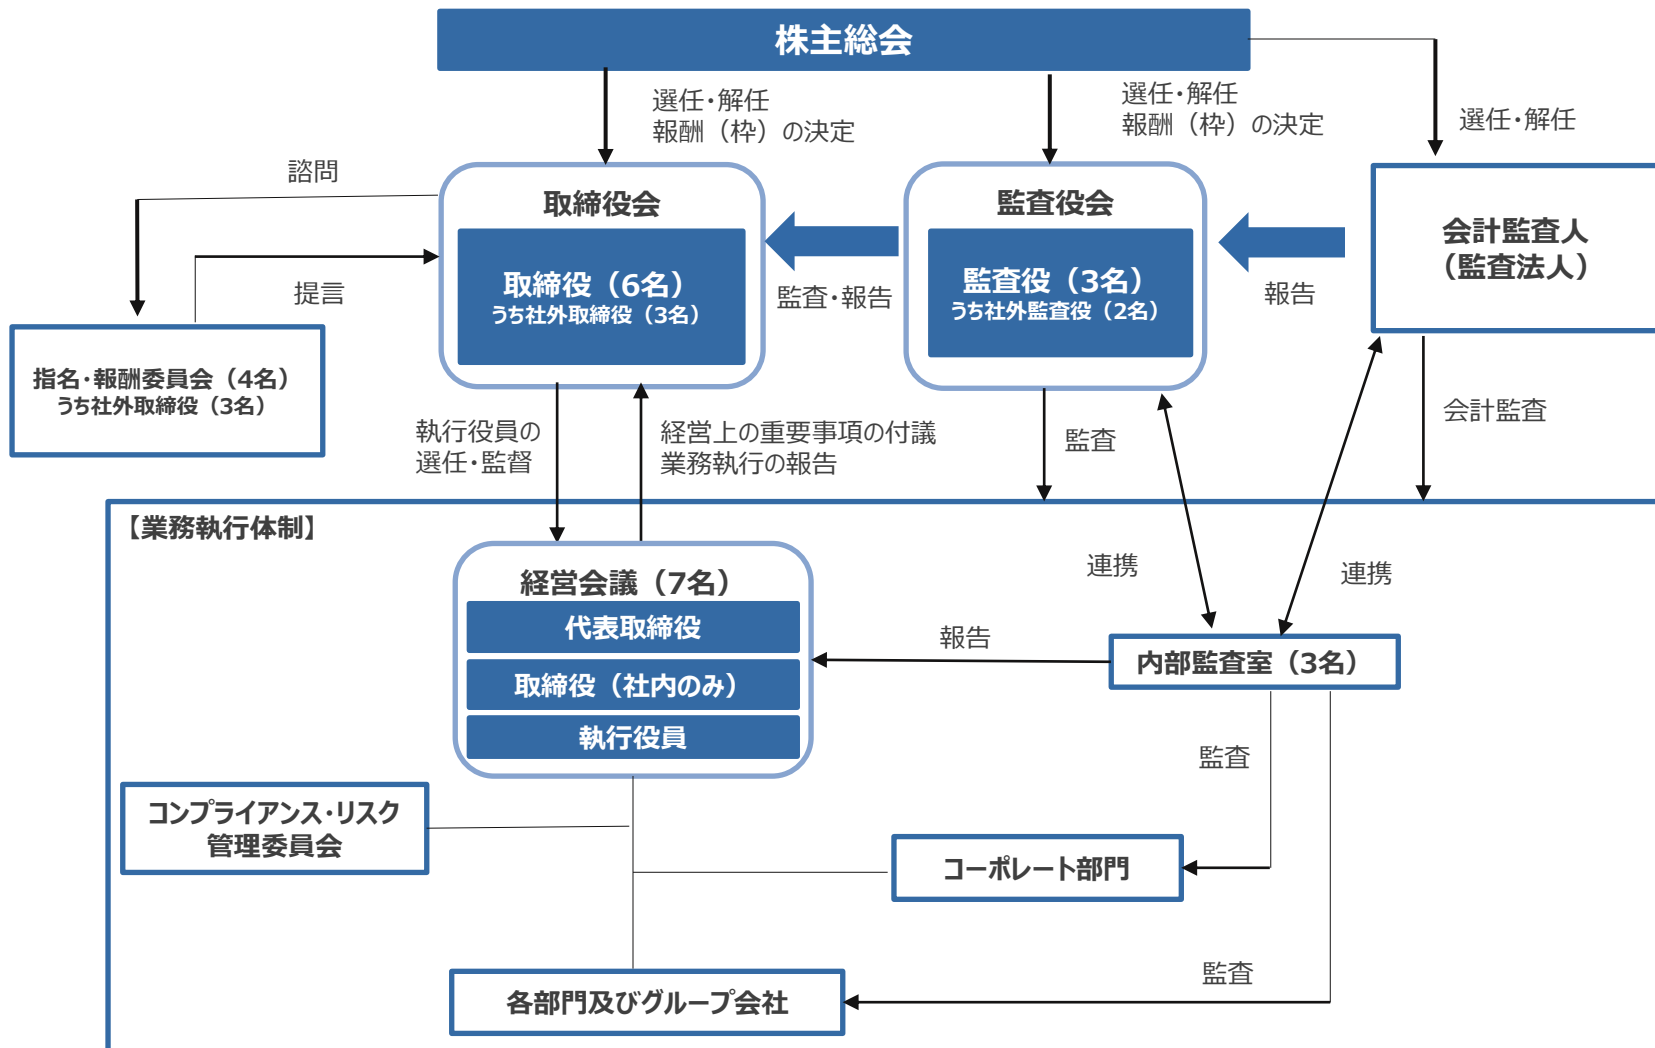 株主総会
選任・解任
報酬（枠）の決定
選任・解任
報酬（枠）の決定
選任・解任
諮問
取締役会
取締役（6名）
うち社外取締役（3名）
監査役会
監査役（3名）
うち社外監査役（2名）
会計監査人
（監査法人）
提言
監査・報告
報告
指名・報酬委員会（4名）
うち社外取締役（3名）
執行役員の
選任・監督
経営上の重要事項の付議
業務執行の報告
監査
会計監査
【業務執行体制】
経営会議（7名）
代表取締役
取締役（社内のみ）
執行役員
連携
連携
報告
内部監査室（3名）
監査
コンプライアンス・リスク
管理委員会
コーポレート部門
監査
各部門及びグループ会社